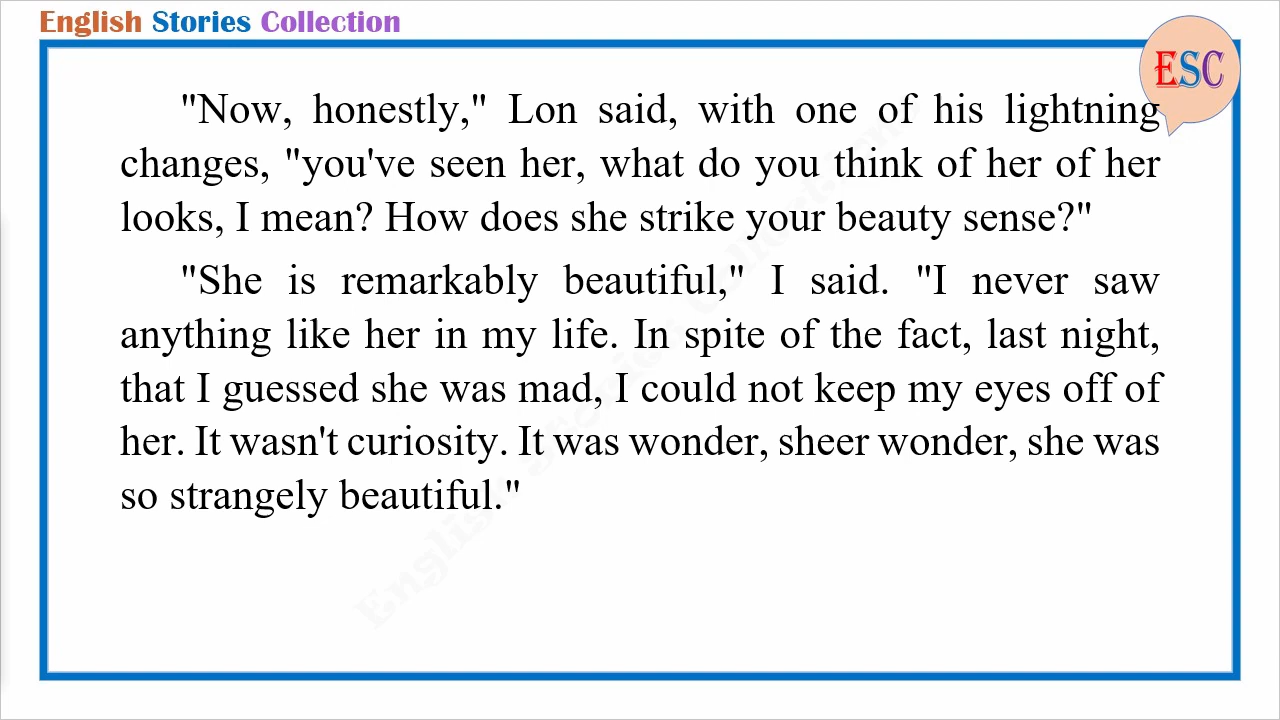 English Stories Collection
ESC
"Now, honestly," Lon said, with one of his lightning
changes, "you've seen her, what do you think of her of her
looks, I mean? How does she strike your beauty sense?"
"She is remarkably beautiful," I said. "I never saw
anything like her in my life. In spite of the fact, last night,
that I guessed she was mad, I could not keep my eyes off of
her. It wasn't curiosity. It was wonder, sheer wonder, she was
so strangely beautiful."
English Stories Collection